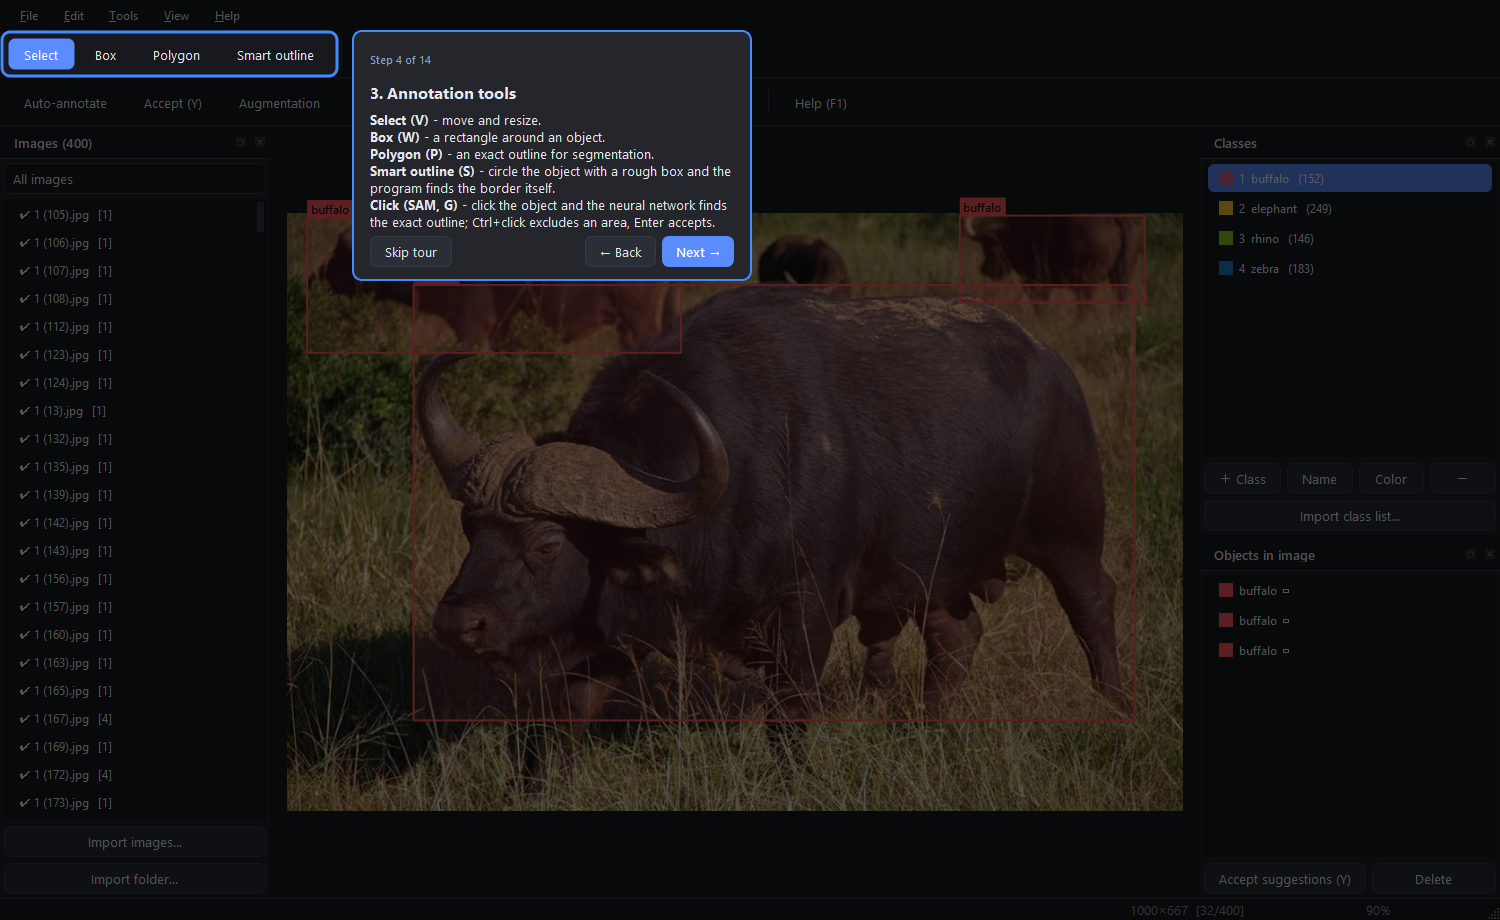 File Edit Tools View Help
Select Box Polygon Smart outline
Auto-annotate Accept (Y) Augmentation Help (F1)
Step 4 of 14
3. Annotation tools
Select (V) - move and resize.
Box (W) - a rectangle around an object.
Polygon (P) - an exact outline for segmentation.
Smart outline (S) - circle the object with a rough box and the
program finds the border itself.
Click (SAM, G) - click the object and the neural network finds
the exact outline; Ctrl+click excludes an area, Enter accepts.
Skip tour ← Back Next →
Images (400)
All images
✔ 1 (105).jpg [1]
✔ 1 (106).jpg [1]
✔ 1 (107).jpg [1]
✔ 1 (108).jpg [1]
✔ 1 (112).jpg [1]
✔ 1 (123).jpg [1]
✔ 1 (124).jpg [1]
✔ 1 (13).jpg [1]
✔ 1 (132).jpg [1]
✔ 1 (135).jpg [1]
✔ 1 (139).jpg [1]
✔ 1 (142).jpg [1]
✔ 1 (143).jpg [1]
✔ 1 (156).jpg [1]
✔ 1 (157).jpg [1]
✔ 1 (160).jpg [1]
✔ 1 (163).jpg [1]
✔ 1 (165).jpg [1]
✔ 1 (167).jpg [4]
✔ 1 (169).jpg [1]
✔ 1 (172).jpg [4]
✔ 1 (173).jpg [1]
Import images...
Import folder...
buffalo
buffalo
Classes
1 buffalo (152)
2 elephant (249)
3 rhino (146)
4 zebra (183)
+ Class Name Color −
Import class list...
Objects in image
buffalo
buffalo
buffalo
Accept suggestions (Y) Delete
1000×667 [32/400] 90%